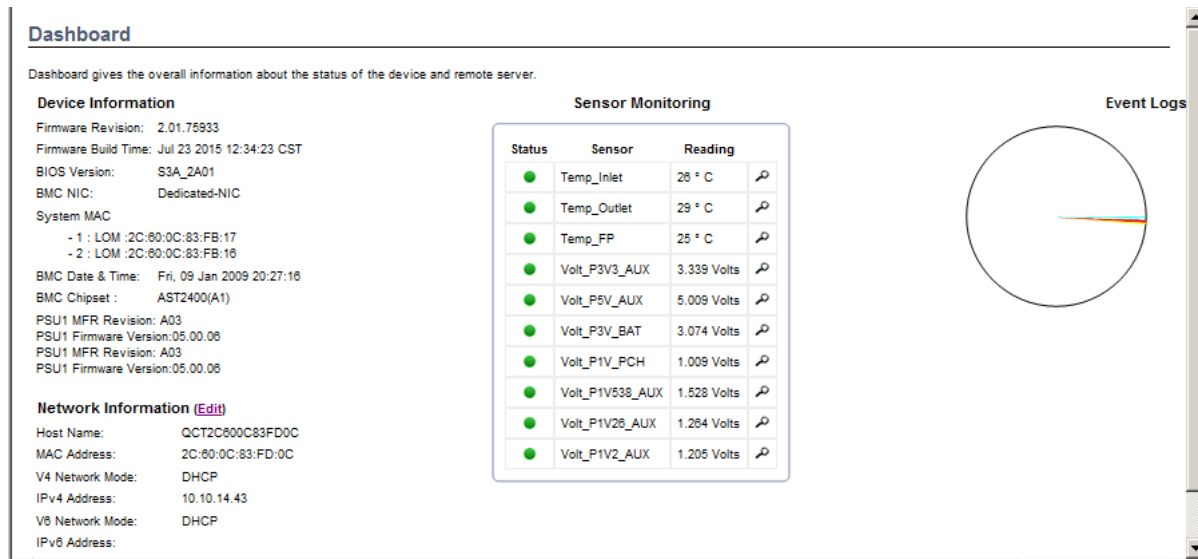 Dashboard
Dashboard gives the overall information about the status of the device and remote server.
Device Information
Firmware Revision: 2.01.75933
Firmware Build Time: Jul 23 2015 12:34:23 CST
BIOS Version: S3A_2A01
BMC NIC: Dedicated-NIC
System MAC
- 1 : LOM :2C:60:0C:83:FB:17
- 2 : LOM :2C:60:0C:83:FB:16
BMC Date & Time: Fri, 09 Jan 2009 20:27:16
BMC Chipset : AST2400(A1)
PSU1 MFR Revision: A03
PSU1 Firmware Version:05.00.06
PSU1 MFR Revision: A03
PSU1 Firmware Version:05.00.06
Network Information (Edit)
Host Name: QCT2C600C83FD0C
MAC Address: 2C:60:0C:83:FD:0C
V4 Network Mode: DHCP
IPv4 Address: 10.10.14.43
V6 Network Mode: DHCP
IPv6 Address:
Sensor Monitoring
Status Sensor Reading
Temp_Inlet 26 ° C
Temp_Outlet 29 ° C
Temp_FP 25 ° C
Volt_P3V3_AUX 3.339 Volts
Volt_P5V_AUX 5.009 Volts
Volt_P3V_BAT 3.074 Volts
Volt_P1V_PCH 1.009 Volts
Volt_P1V538_AUX 1.528 Volts
Volt_P1V26_AUX 1.264 Volts
Volt_P1V2_AUX 1.205 Volts
Event Logs